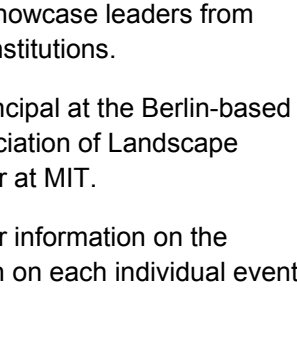 howcase leaders from
nstitutions.
ncipal at the Berlin-based
ciation of Landscape
r at MIT.
r information on the
n on each individual event